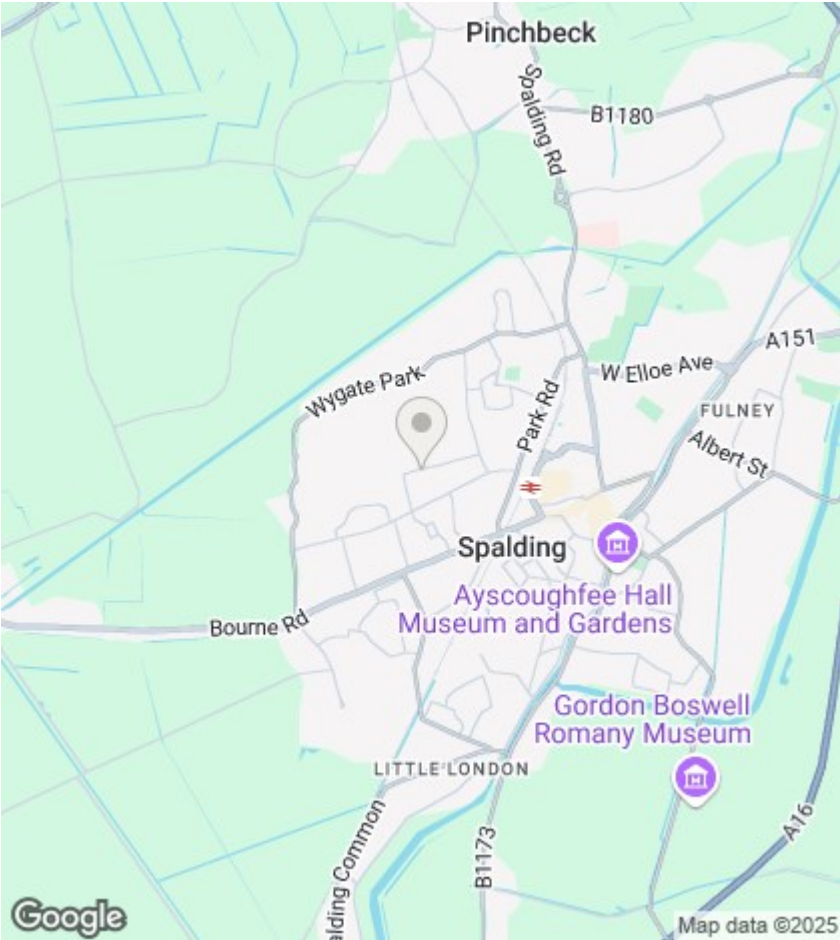 Pinchbeck
Spalding Rd
B1180
A151
W Elloe Ave
Wygate Park
Park Rd
FULNEY
Albert St
Spalding
Ayscoughfee Hall
Museum and Gardens
Bourne Rd
Gordon Boswell
Romany Museum
LITTLE LONDON
A16
alding Common
B1173
Google
Map data ©2025